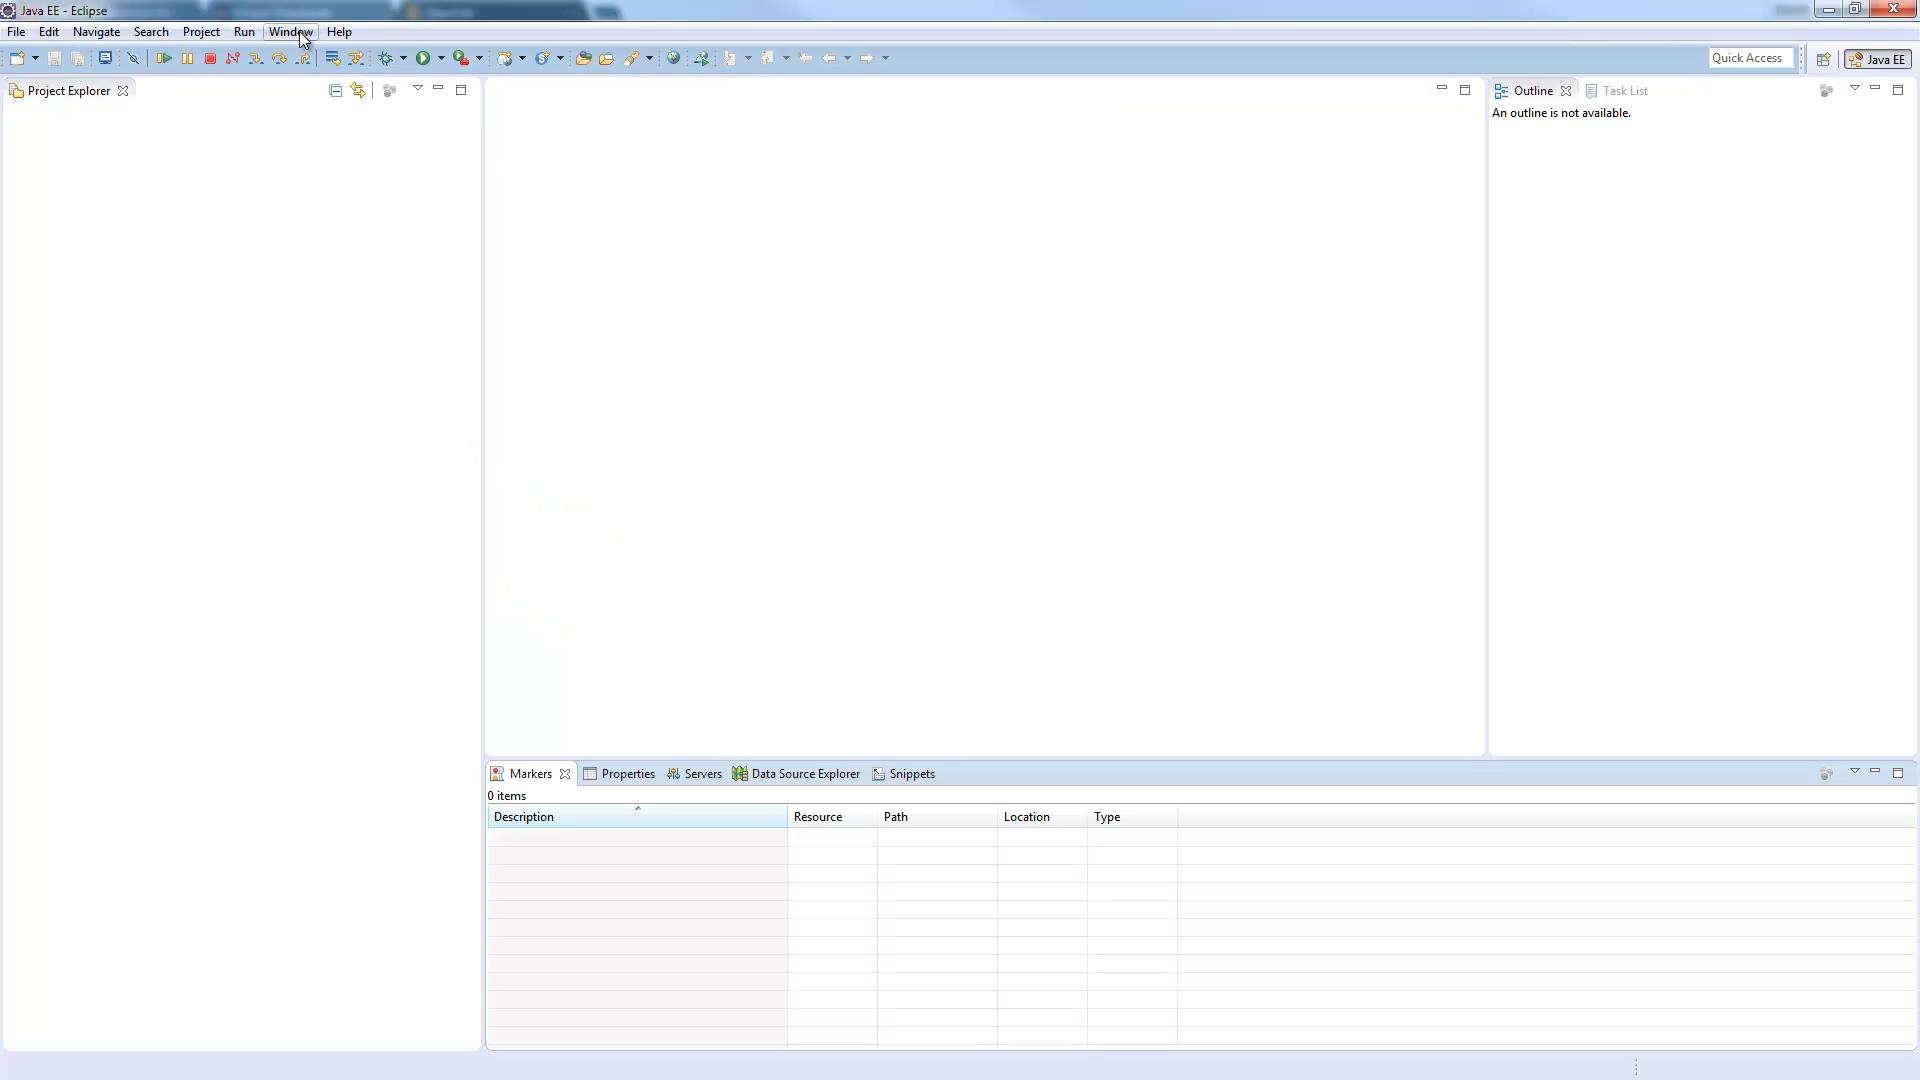 Java EE - Eclipse
File Edit Navigate Search Project Run Window Help
Quick Access
Java EE
Project Explorer
Outline Task List
An outline is not available.
Markers Properties Servers Data Source Explorer Snippets
0 items
Description Resource Path Location Type